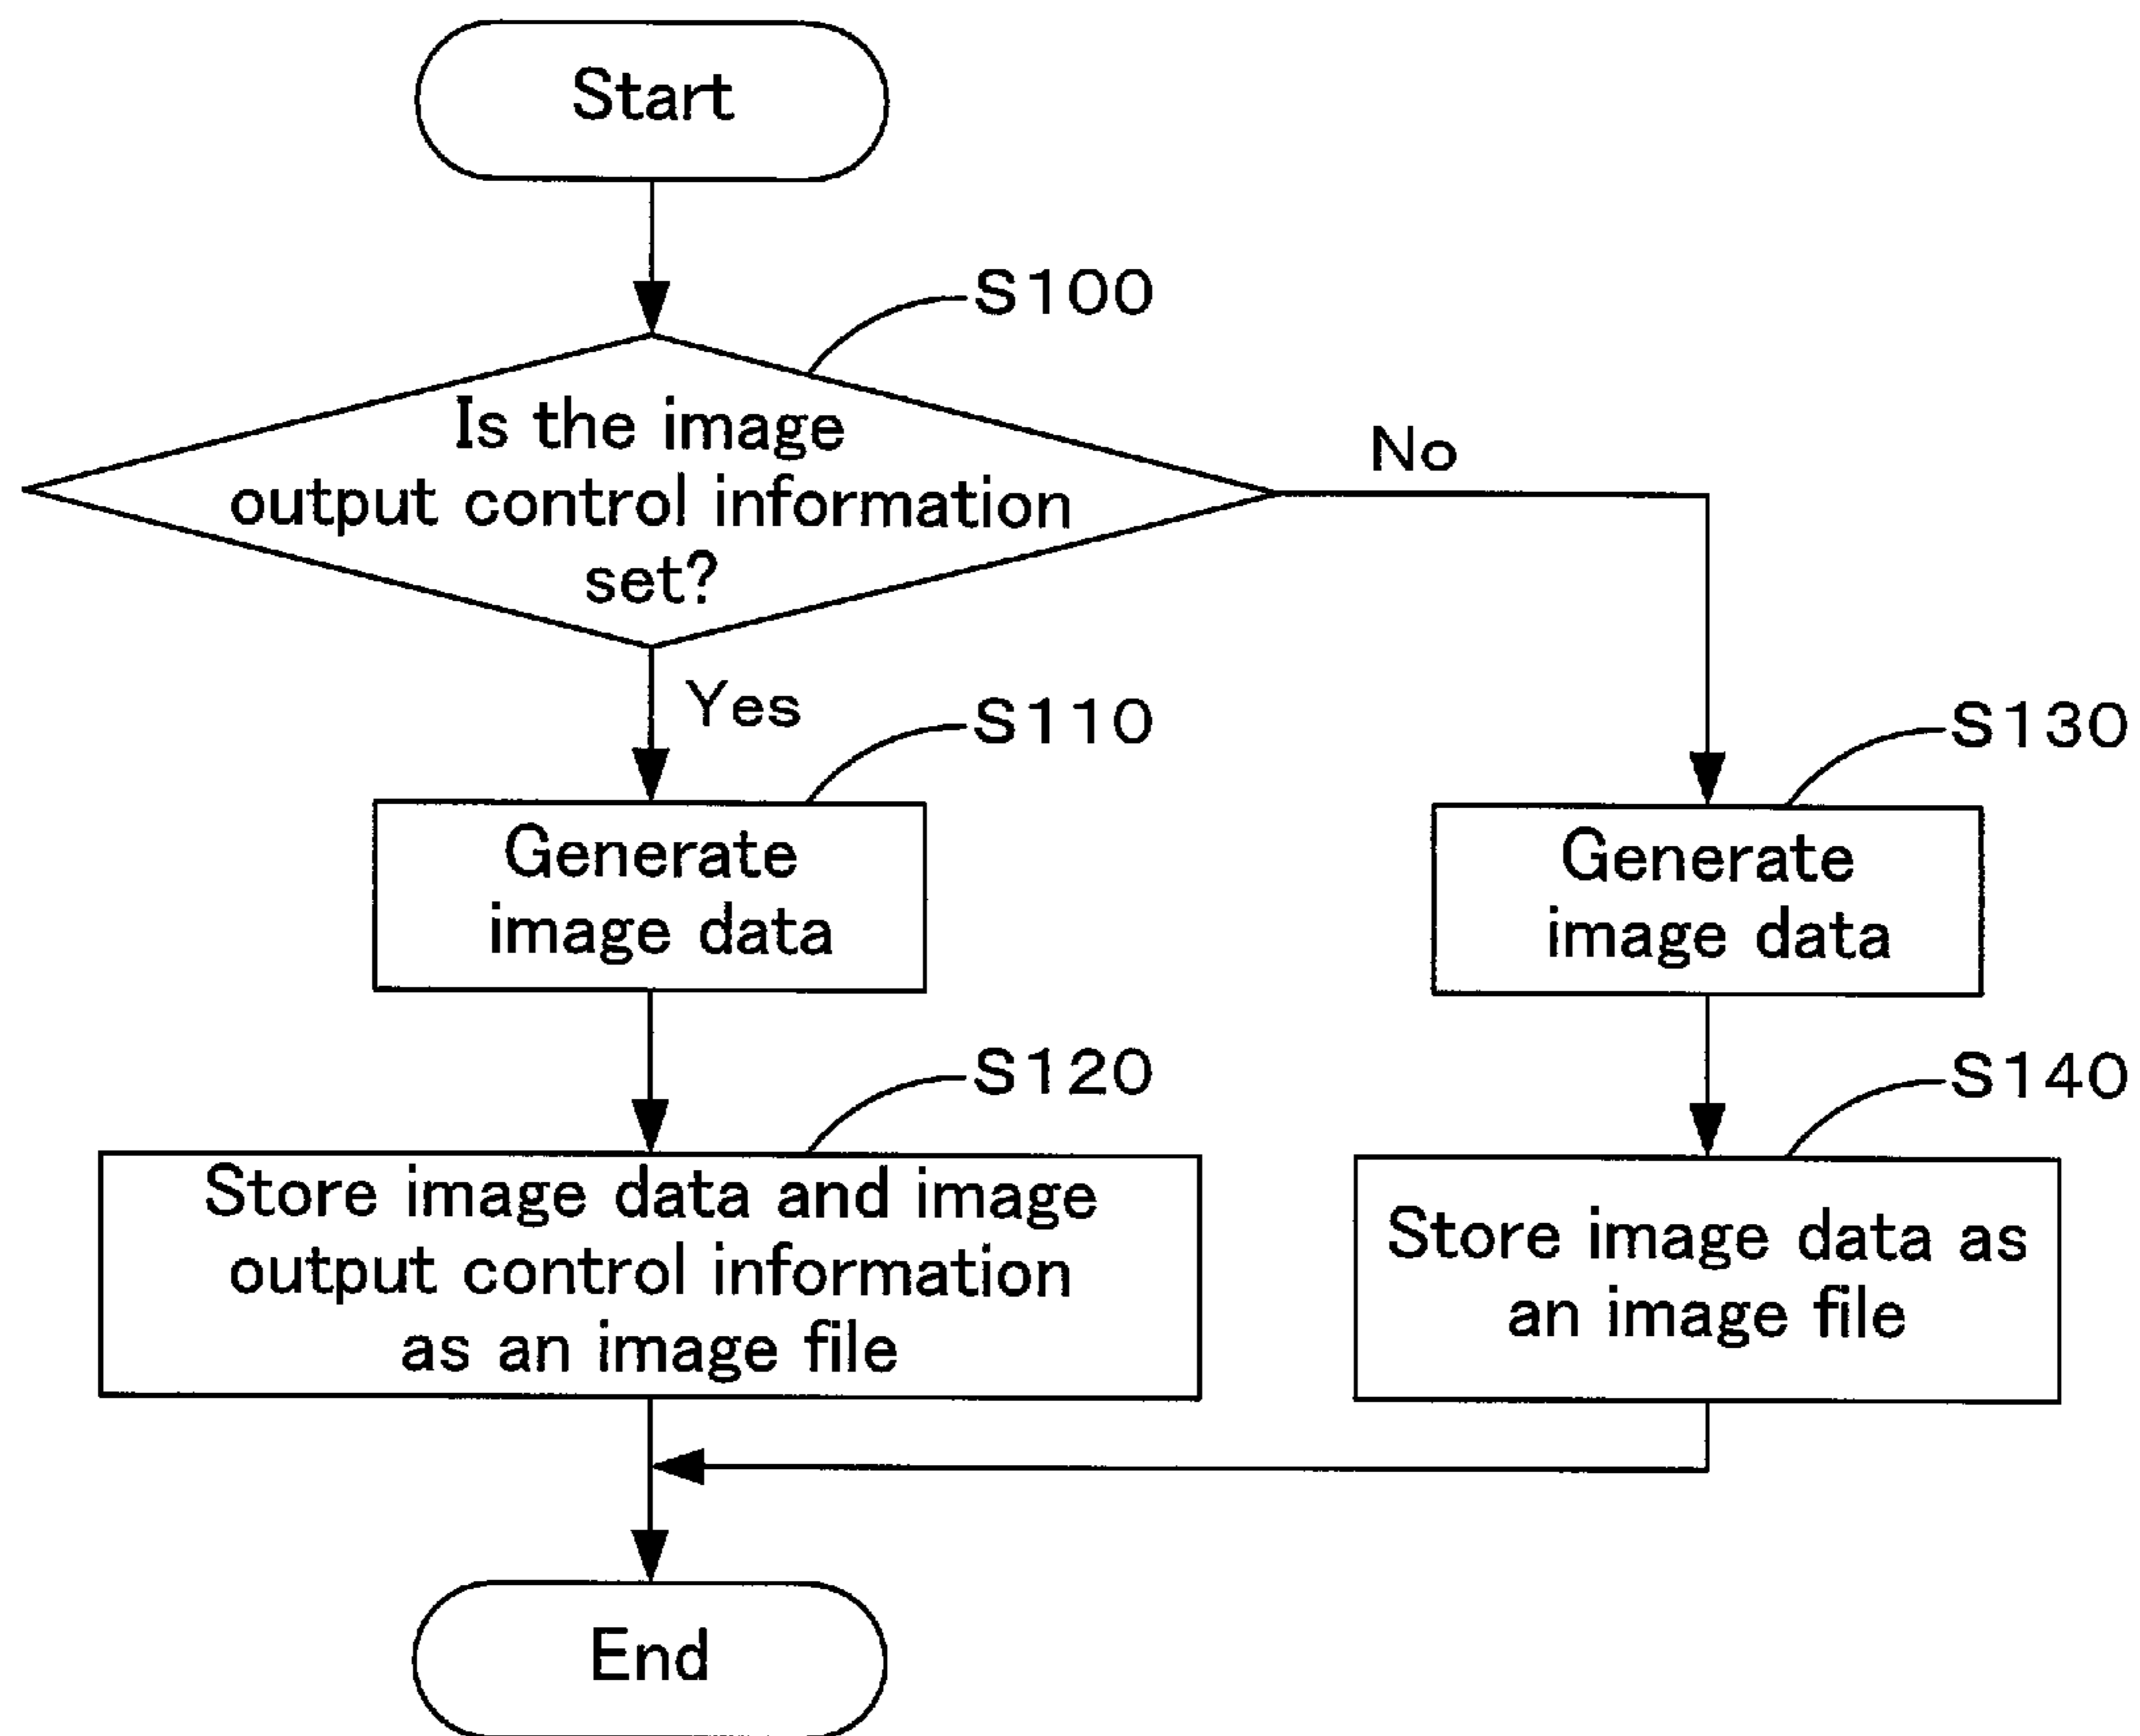 Start
S100
Is the image
output control information
set?
No
Yes
S110
Generate
image data
S130
Generate
image data
S120
Store image data and image
output control information
as an image file
S140
Store image data as
an image file
End